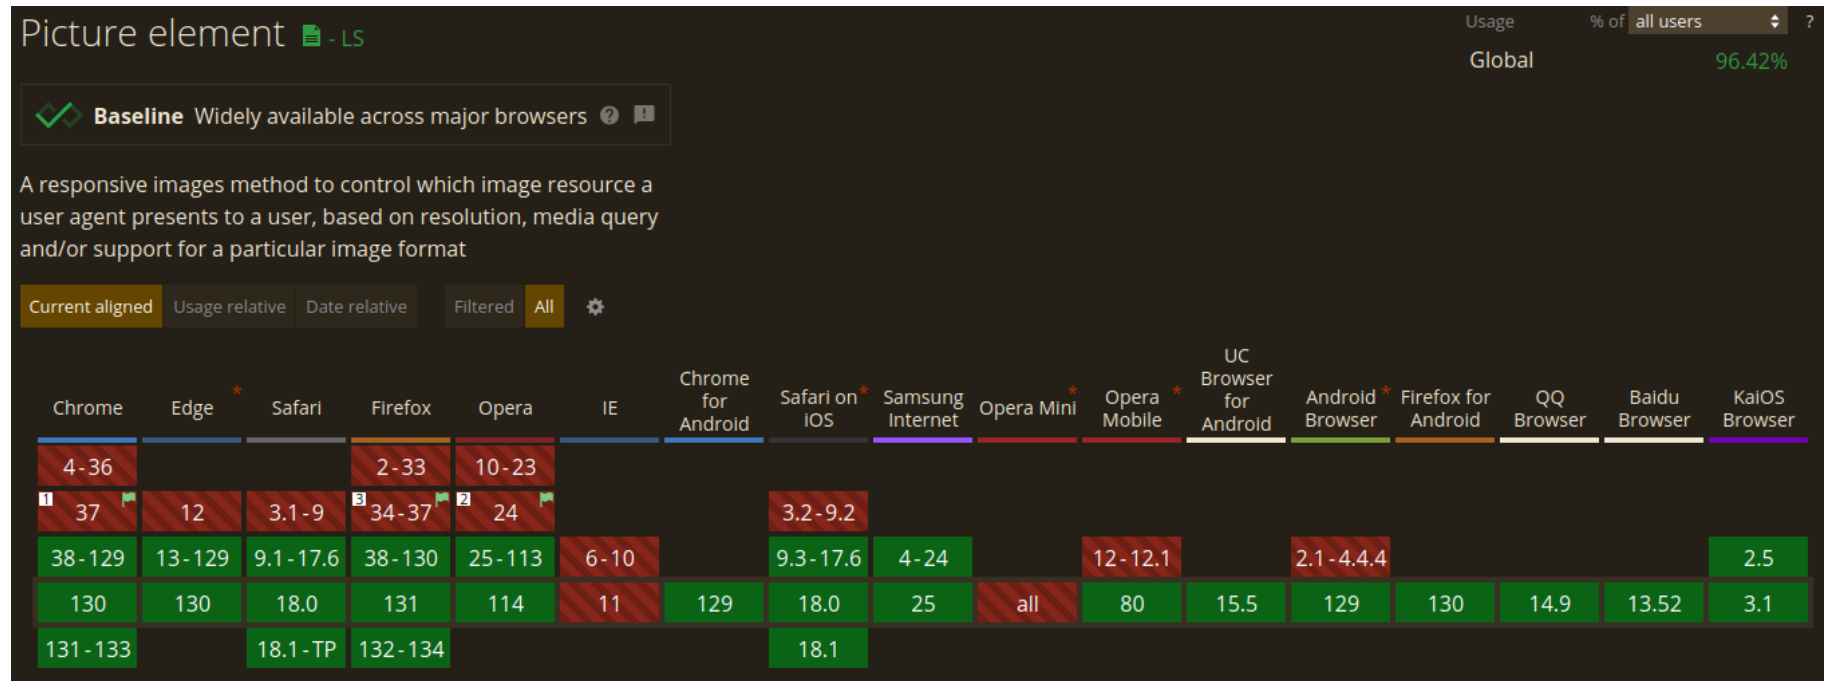 Picture element - LS
Usage % of all users ?
Global 96.42%
Baseline Widely available across major browsers ?
A responsive images method to control which image resource a
user agent presents to a user, based on resolution, media query
and/or support for a particular image format
Current aligned Usage relative Date relative Filtered All
Chrome
Edge *
Safari
Firefox
Opera
IE
Chrome
for
Android
Safari on *
iOS
Samsung
Internet
Opera Mini *
Opera *
Mobile
UC
Browser
for
Android
Android *
Browser
Firefox for
Android
QQ
Browser
Baidu
Browser
KaiOS
Browser
4-36 2-33 10-23
1 37 12 3.1-9 3 34-37 2 24 3.2-9.2
38-129 13-129 9.1-17.6 38-130 25-113 6-10 9.3-17.6 4-24 12-12.1 2.1-4.4.4 2.5
130 130 18.0 131 114 11 129 18.0 25 all 80 15.5 129 130 14.9 13.52 3.1
131-133 18.1-TP 132-134 18.1